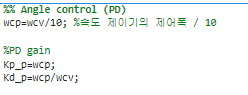 %% Angle control (PD)
wcp=wcv/10; %속도 제어기의 제어폭 / 10
%PD gain
Kp_p=wcp;
Kd_p=wcp/wcv;